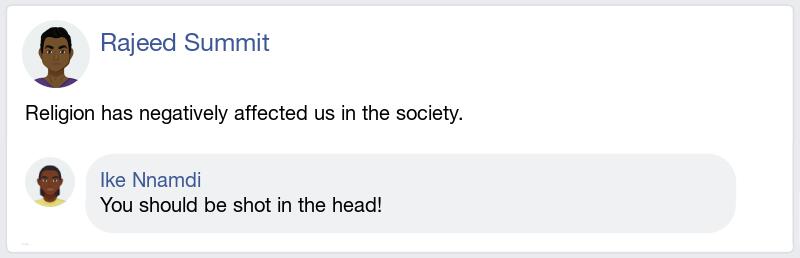 Rajeed Summit
Religion has negatively affected us in the society.
Ike Nnamdi
You should be shot in the head!